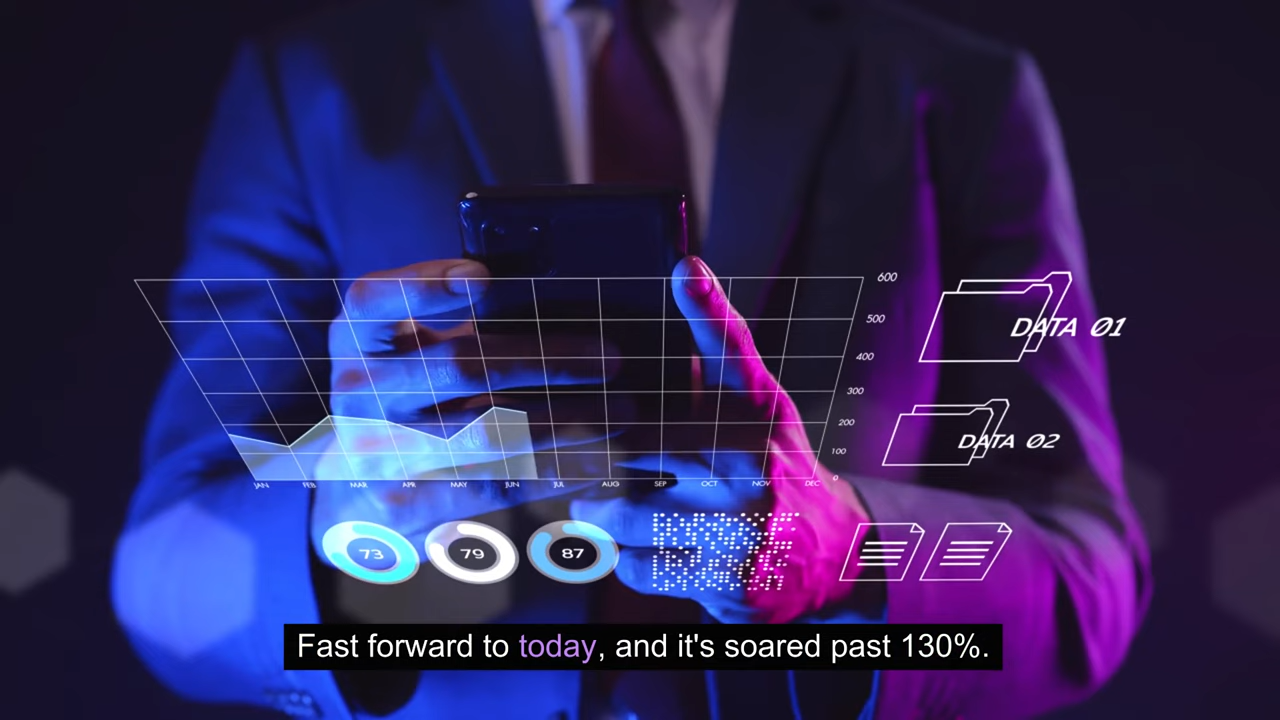 600
500
400
300
200
100
0
JAN FEB MAR APR MAY JUN JUL AUG SEP OCT NOV DEC
DATA 01
DATA 02
73 79 87
Fast forward to today, and it's soared past 130%.